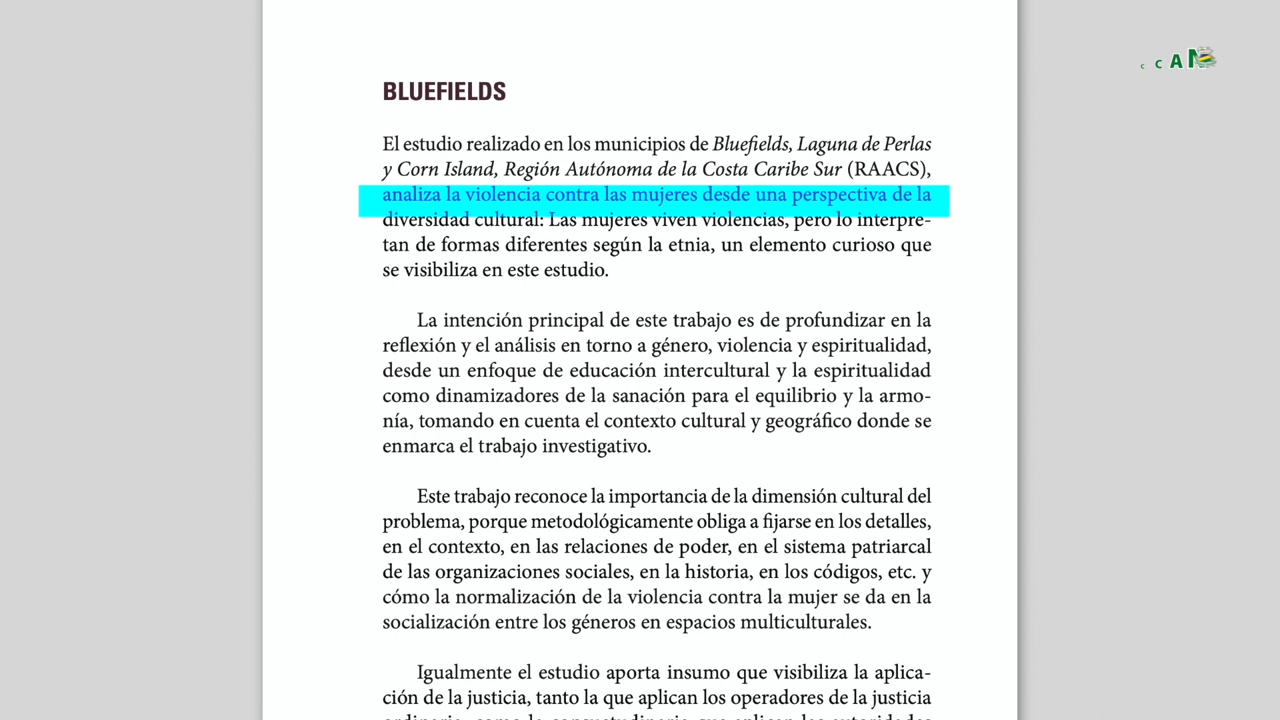 C C A N
BLUEFIELDS
El estudio realizado en los municipios de Bluefields, Laguna de Perlas
y Corn Island, Región Autónoma de la Costa Caribe Sur (RAACS),
analiza la violencia contra las mujeres desde una perspectiva de la
diversidad cultural: Las mujeres viven violencias, pero lo interpre-
tan de formas diferentes según la etnia, un elemento curioso que
se visibiliza en este estudio.
La intención principal de este trabajo es de profundizar en la
reflexión y el análisis en torno a género, violencia y espiritualidad,
desde un enfoque de educación intercultural y la espiritualidad
como dinamizadores de la sanación para el equilibrio y la armo-
nía, tomando en cuenta el contexto cultural y geográfico donde se
enmarca el trabajo investigativo.
Este trabajo reconoce la importancia de la dimensión cultural del
problema, porque metodológicamente obliga a fijarse en los detalles,
en el contexto, en las relaciones de poder, en el sistema patriarcal
de las organizaciones sociales, en la historia, en los códigos, etc. y
cómo la normalización de la violencia contra la mujer se da en la
socialización entre los géneros en espacios multiculturales.
Igualmente el estudio aporta insumo que visibiliza la aplica-
ción de la justicia, tanto la que aplican los operadores de la justicia